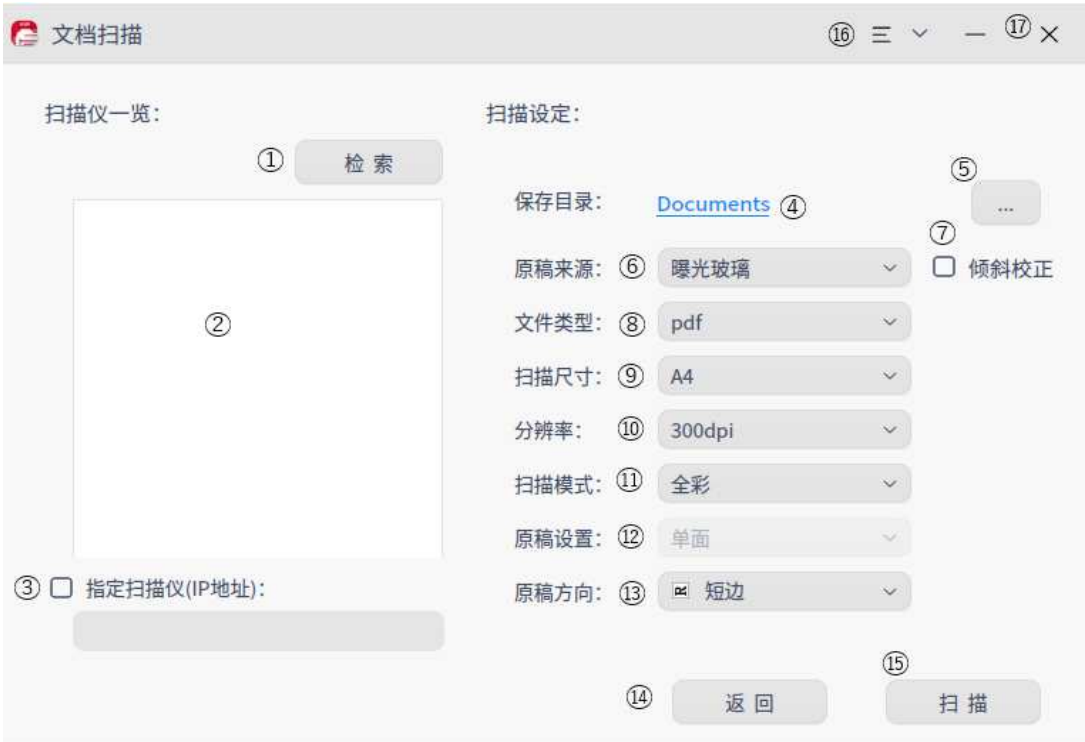 文档扫描 ⑯ ⑰
扫描仪一览：
① 检索
②
③ 指定扫描仪(IP地址)：
扫描设定：
⑤
保存目录： Documents ④ ...
⑦
原稿来源： ⑥ 曝光玻璃 倾斜校正
文件类型： ⑧ pdf
扫描尺寸： ⑨ A4
分辨率： ⑩ 300dpi
扫描模式： ⑪ 全彩
原稿设置： ⑫ 单面
原稿方向： ⑬ R 短边
⑮
⑭ 返回 扫描